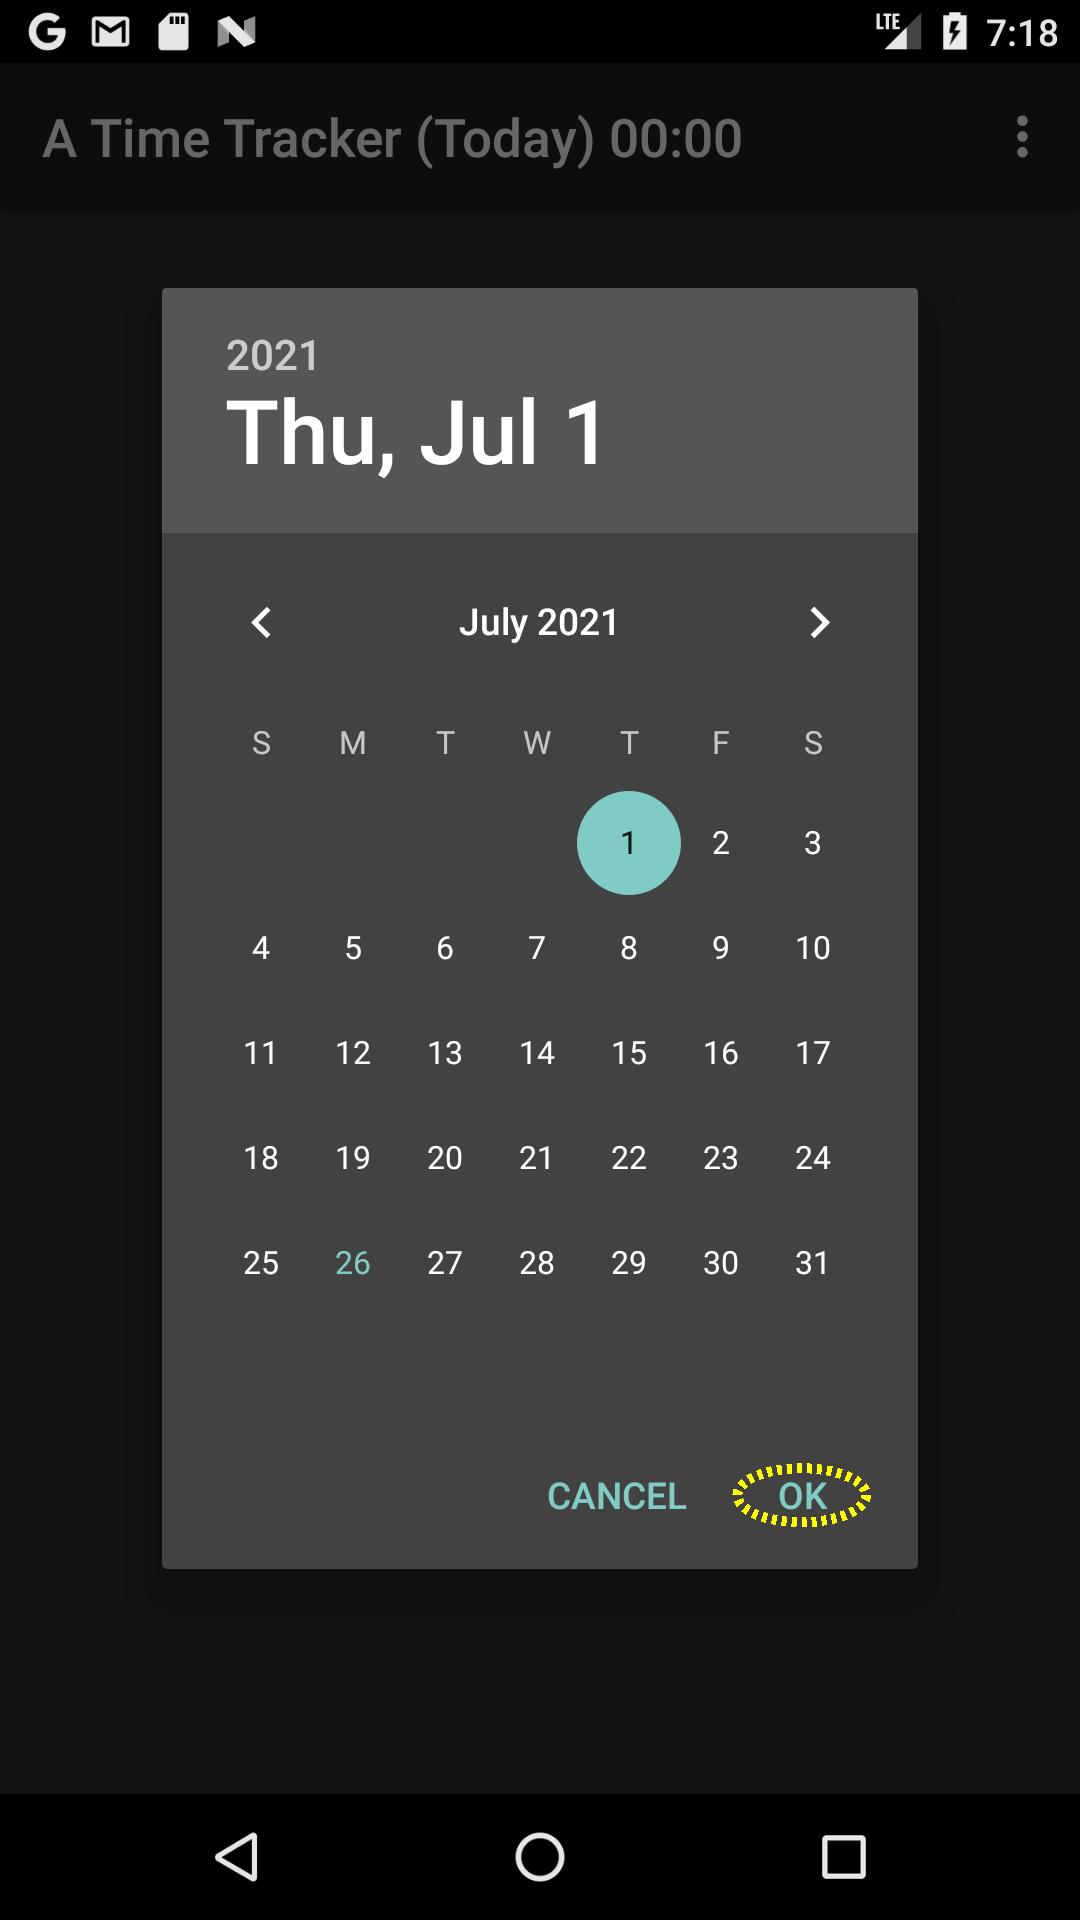 LTE 7:18
A Time Tracker (Today) 00:00
2021
Thu, Jul 1
July 2021
S M T W T F S
1 2 3
4 5 6 7 8 9 10
11 12 13 14 15 16 17
18 19 20 21 22 23 24
25 26 27 28 29 30 31
CANCEL OK